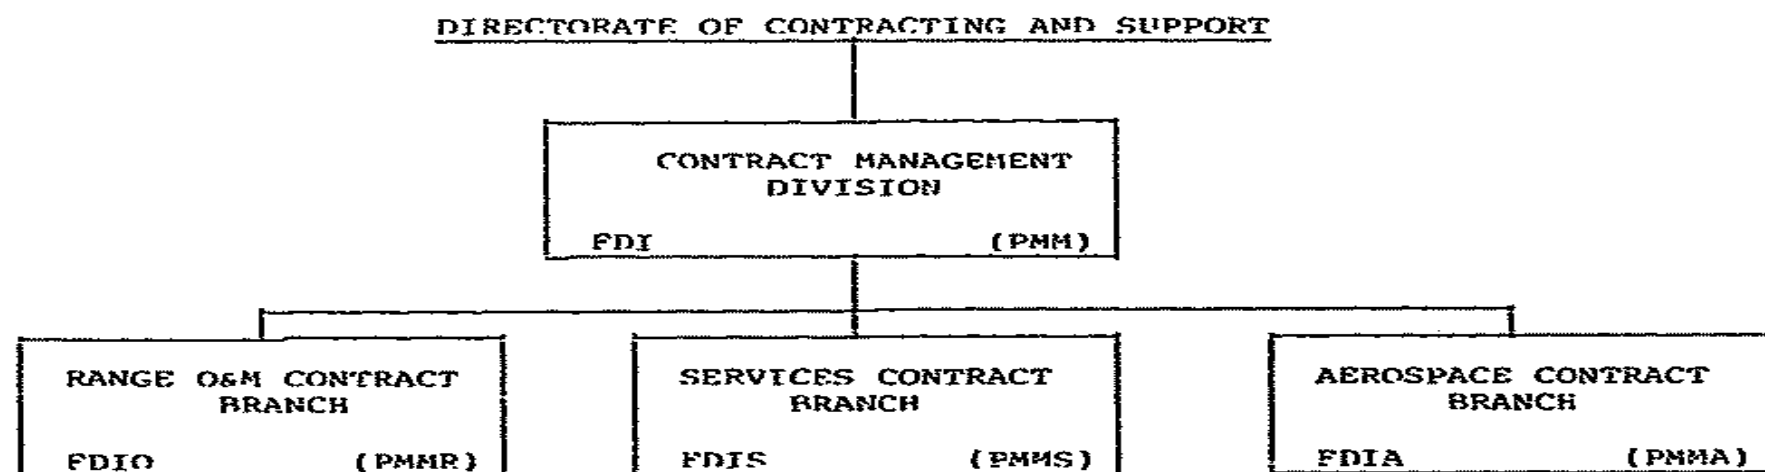 DIRECTORATE OF CONTRACTING AND SUPPORT
CONTRACT MANAGEMENT
DIVISION
FDI (PMM)
RANGE O&M CONTRACT
BRANCH
FDIO (PMMR)
SERVICES CONTRACT
BRANCH
FDIS (PMMS)
AEROSPACE CONTRACT
BRANCH
FDIA (PMMA)